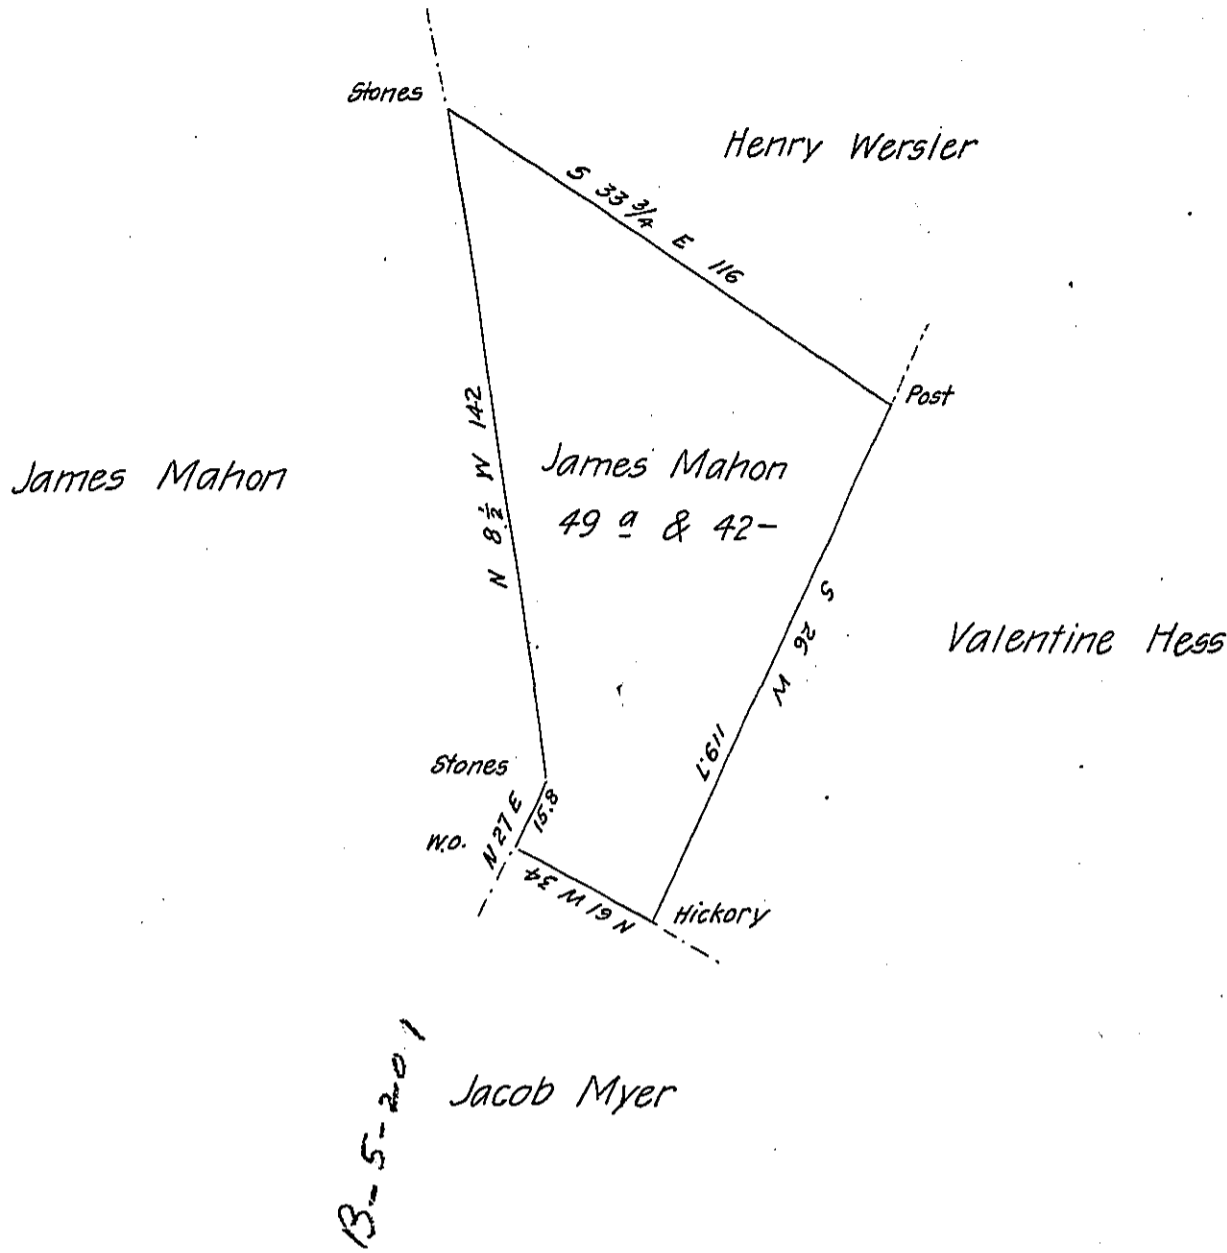 Stones
Henry Wersler
S 33 3/4 E 116
Post
N 8 1/2 W 142
James Mahon
James Mahon
49 a & 42-
S 26 W 119.7
Valentine Hess
Stones
N 27 E 15.8
W.O.
N 61 W 34
Hickory
Jacob Myer
B-5-201